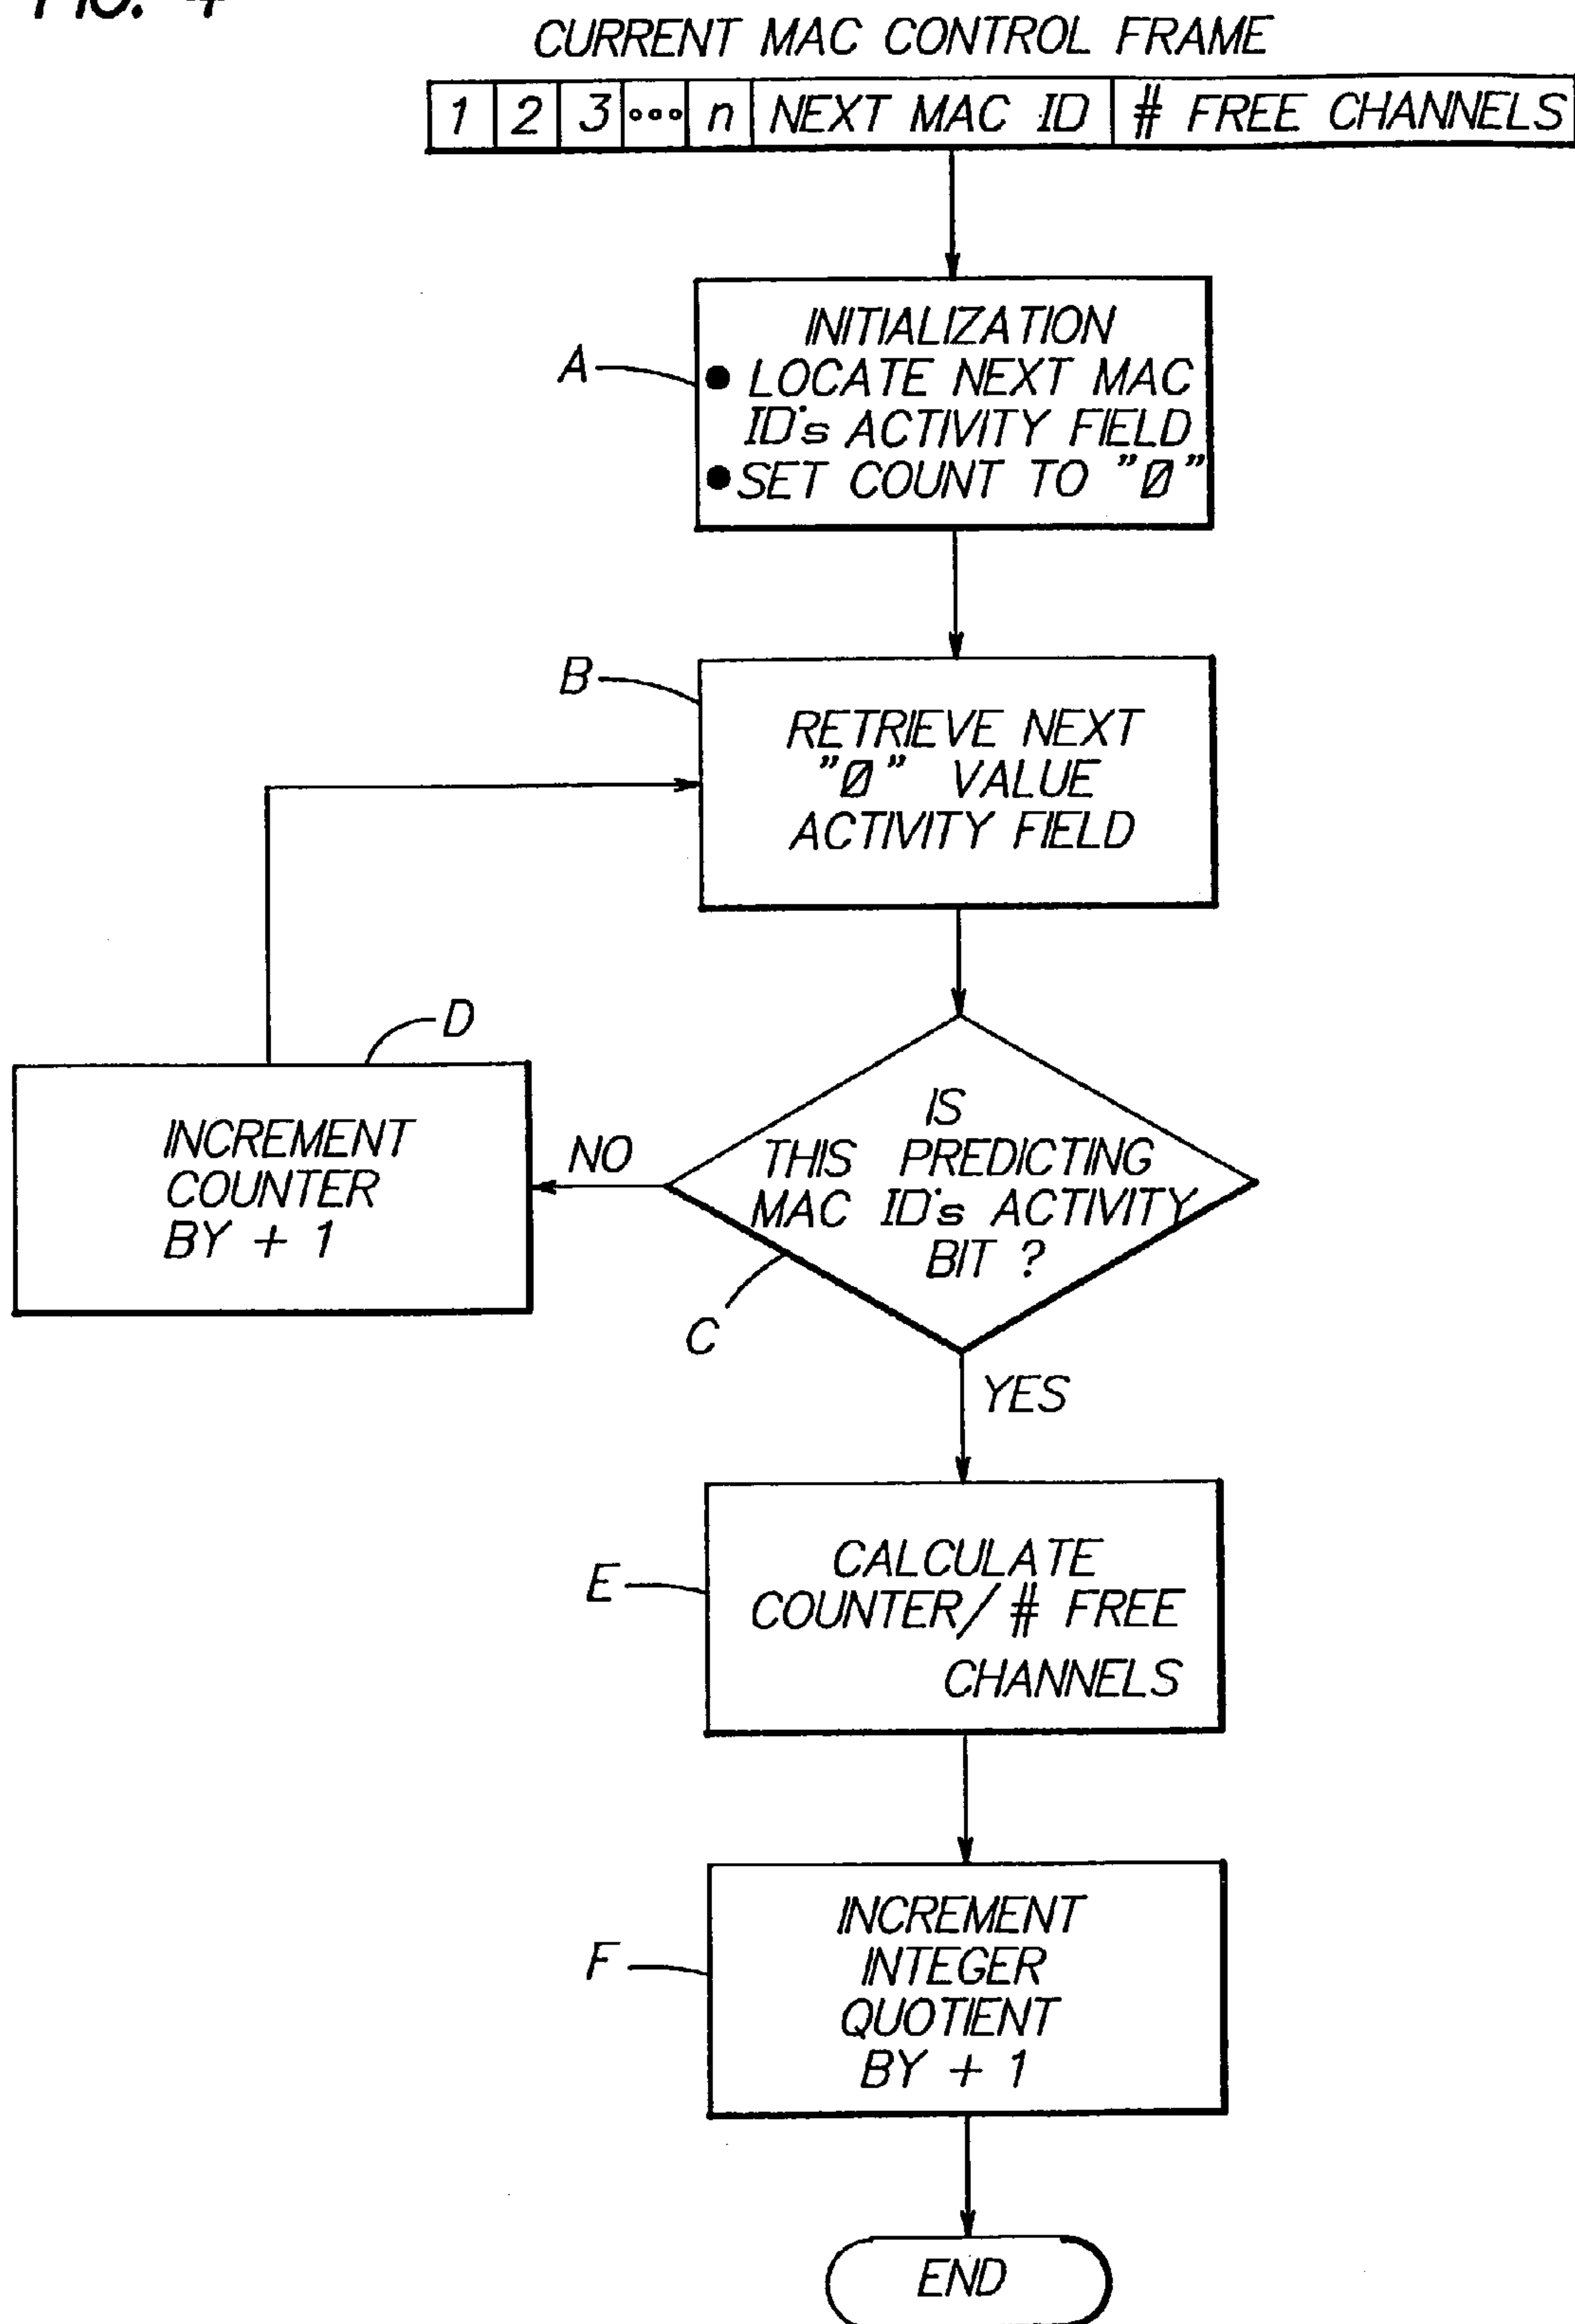 FIG. 4
CURRENT MAC CONTROL FRAME
1 2 3 ••• n NEXT MAC ID # FREE CHANNELS
INITIALIZATION
● LOCATE NEXT MAC
ID's ACTIVITY FIELD
● SET COUNT TO "Ø"
A
B
RETRIEVE NEXT
"Ø" VALUE
ACTIVITY FIELD
D
INCREMENT
COUNTER
BY + 1
NO
IS
THIS PREDICTING
MAC ID's ACTIVITY
BIT ?
C
YES
E
CALCULATE
COUNTER/# FREE
CHANNELS
F
INCREMENT
INTEGER
QUOTIENT
BY + 1
END